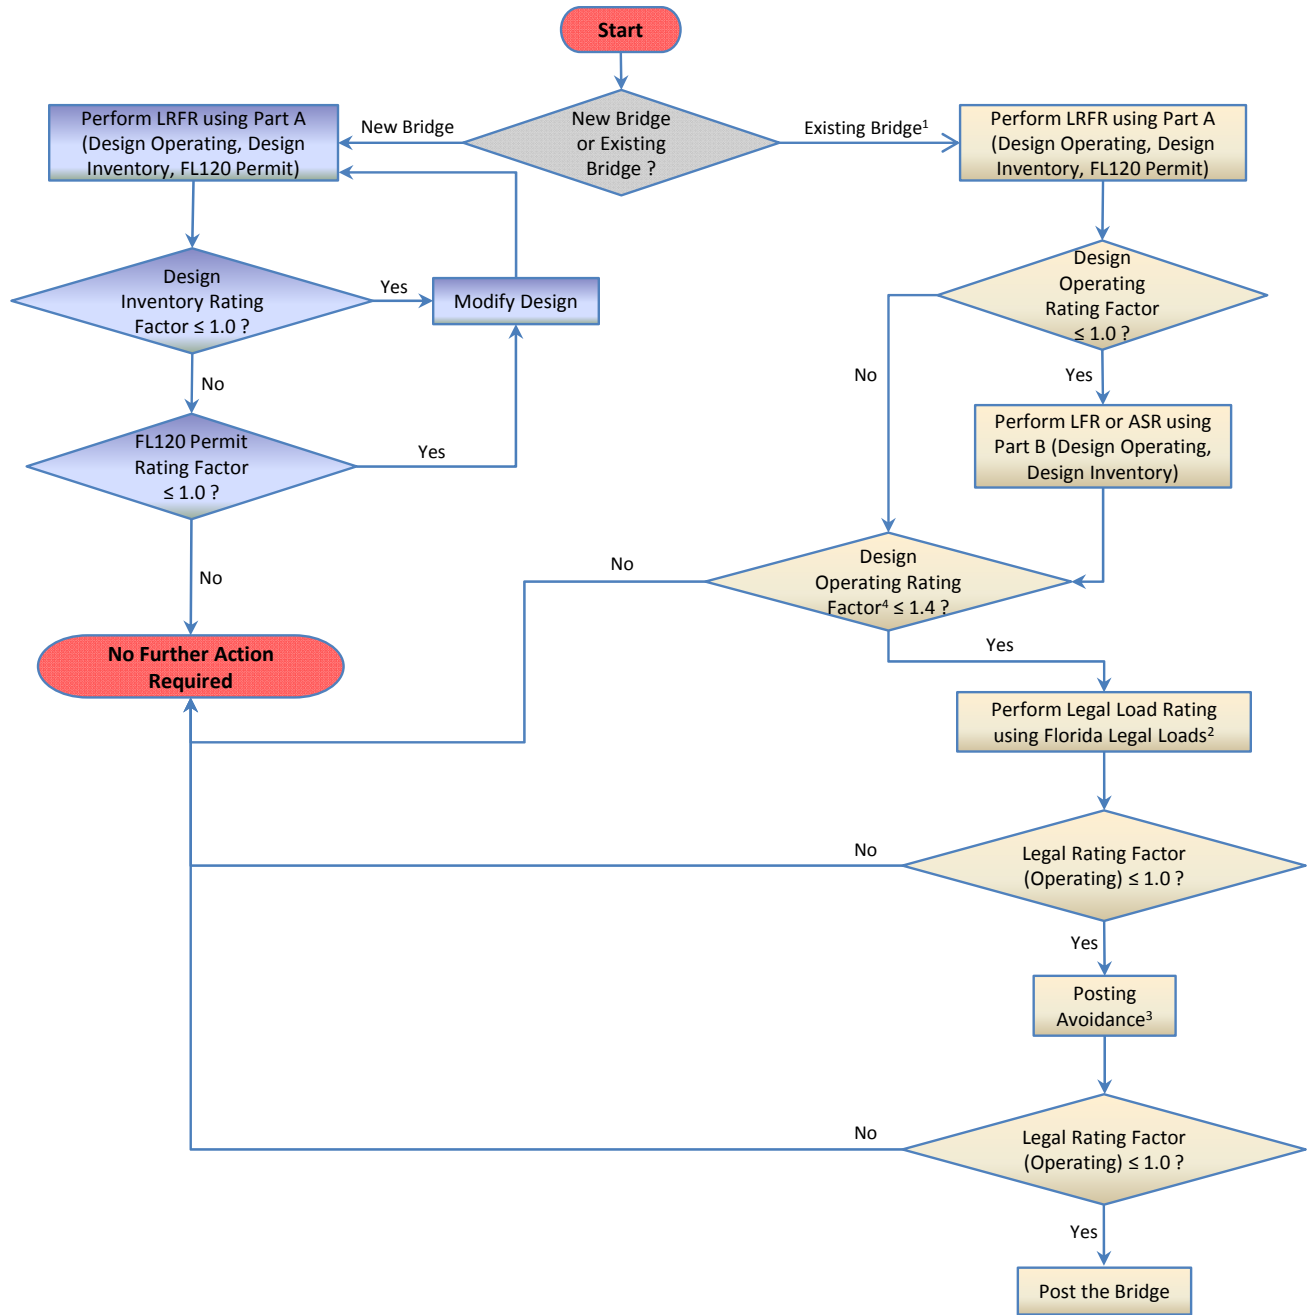 Start
New Bridge
or Existing
Bridge ?
New Bridge
Existing Bridge¹
Perform LRFR using Part A
(Design Operating, Design
Inventory, FL120 Permit)
Design
Inventory Rating
Factor ≤ 1.0 ?
Yes
Modify Design
No
FL120 Permit
Rating Factor
≤ 1.0 ?
Yes
No
No Further Action
Required
Perform LRFR using Part A
(Design Operating, Design
Inventory, FL120 Permit)
Design
Operating
Rating Factor
≤ 1.0 ?
No
Yes
Perform LFR or ASR using
Part B (Design Operating,
Design Inventory)
Design
Operating Rating
Factor⁴ ≤ 1.4 ?
No
Yes
Perform Legal Load Rating
using Florida Legal Loads²
Legal Rating Factor
(Operating) ≤ 1.0 ?
No
Yes
Posting
Avoidance³
Legal Rating Factor
(Operating) ≤ 1.0 ?
No
Yes
Post the Bridge